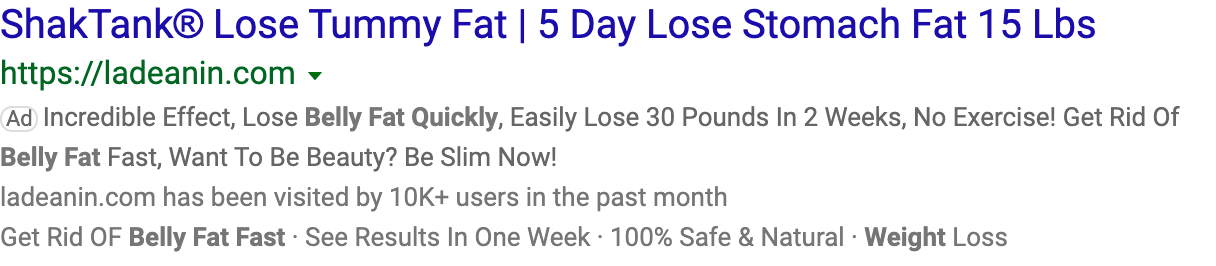 ShakTank® Lose Tummy Fat | 5 Day Lose Stomach Fat 15 Lbs
https://ladeanin.com
Ad Incredible Effect, Lose Belly Fat Quickly, Easily Lose 30 Pounds In 2 Weeks, No Exercise! Get Rid Of
Belly Fat Fast, Want To Be Beauty? Be Slim Now!
ladeanin.com has been visited by 10K+ users in the past month
Get Rid OF Belly Fat Fast · See Results In One Week · 100% Safe & Natural · Weight Loss